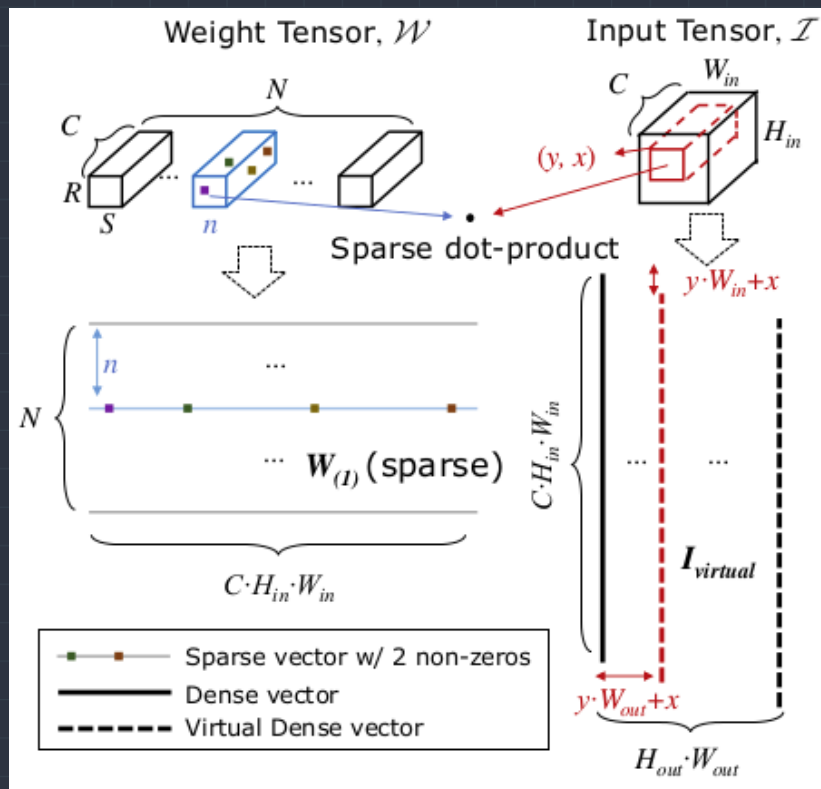 Weight Tensor, 𝒲
Input Tensor, ℐ
N
C
R
S
...
n
...
C
W_in
H_in
(y, x)
Sparse dot-product
y·W_in+x
N
n
...
... W_(1) (sparse)
C·H_in·W_in
C·H_in·W_in
...
...
I_virtual
y·W_out+x
H_out·W_out
Sparse vector w/ 2 non-zeros
Dense vector
Virtual Dense vector